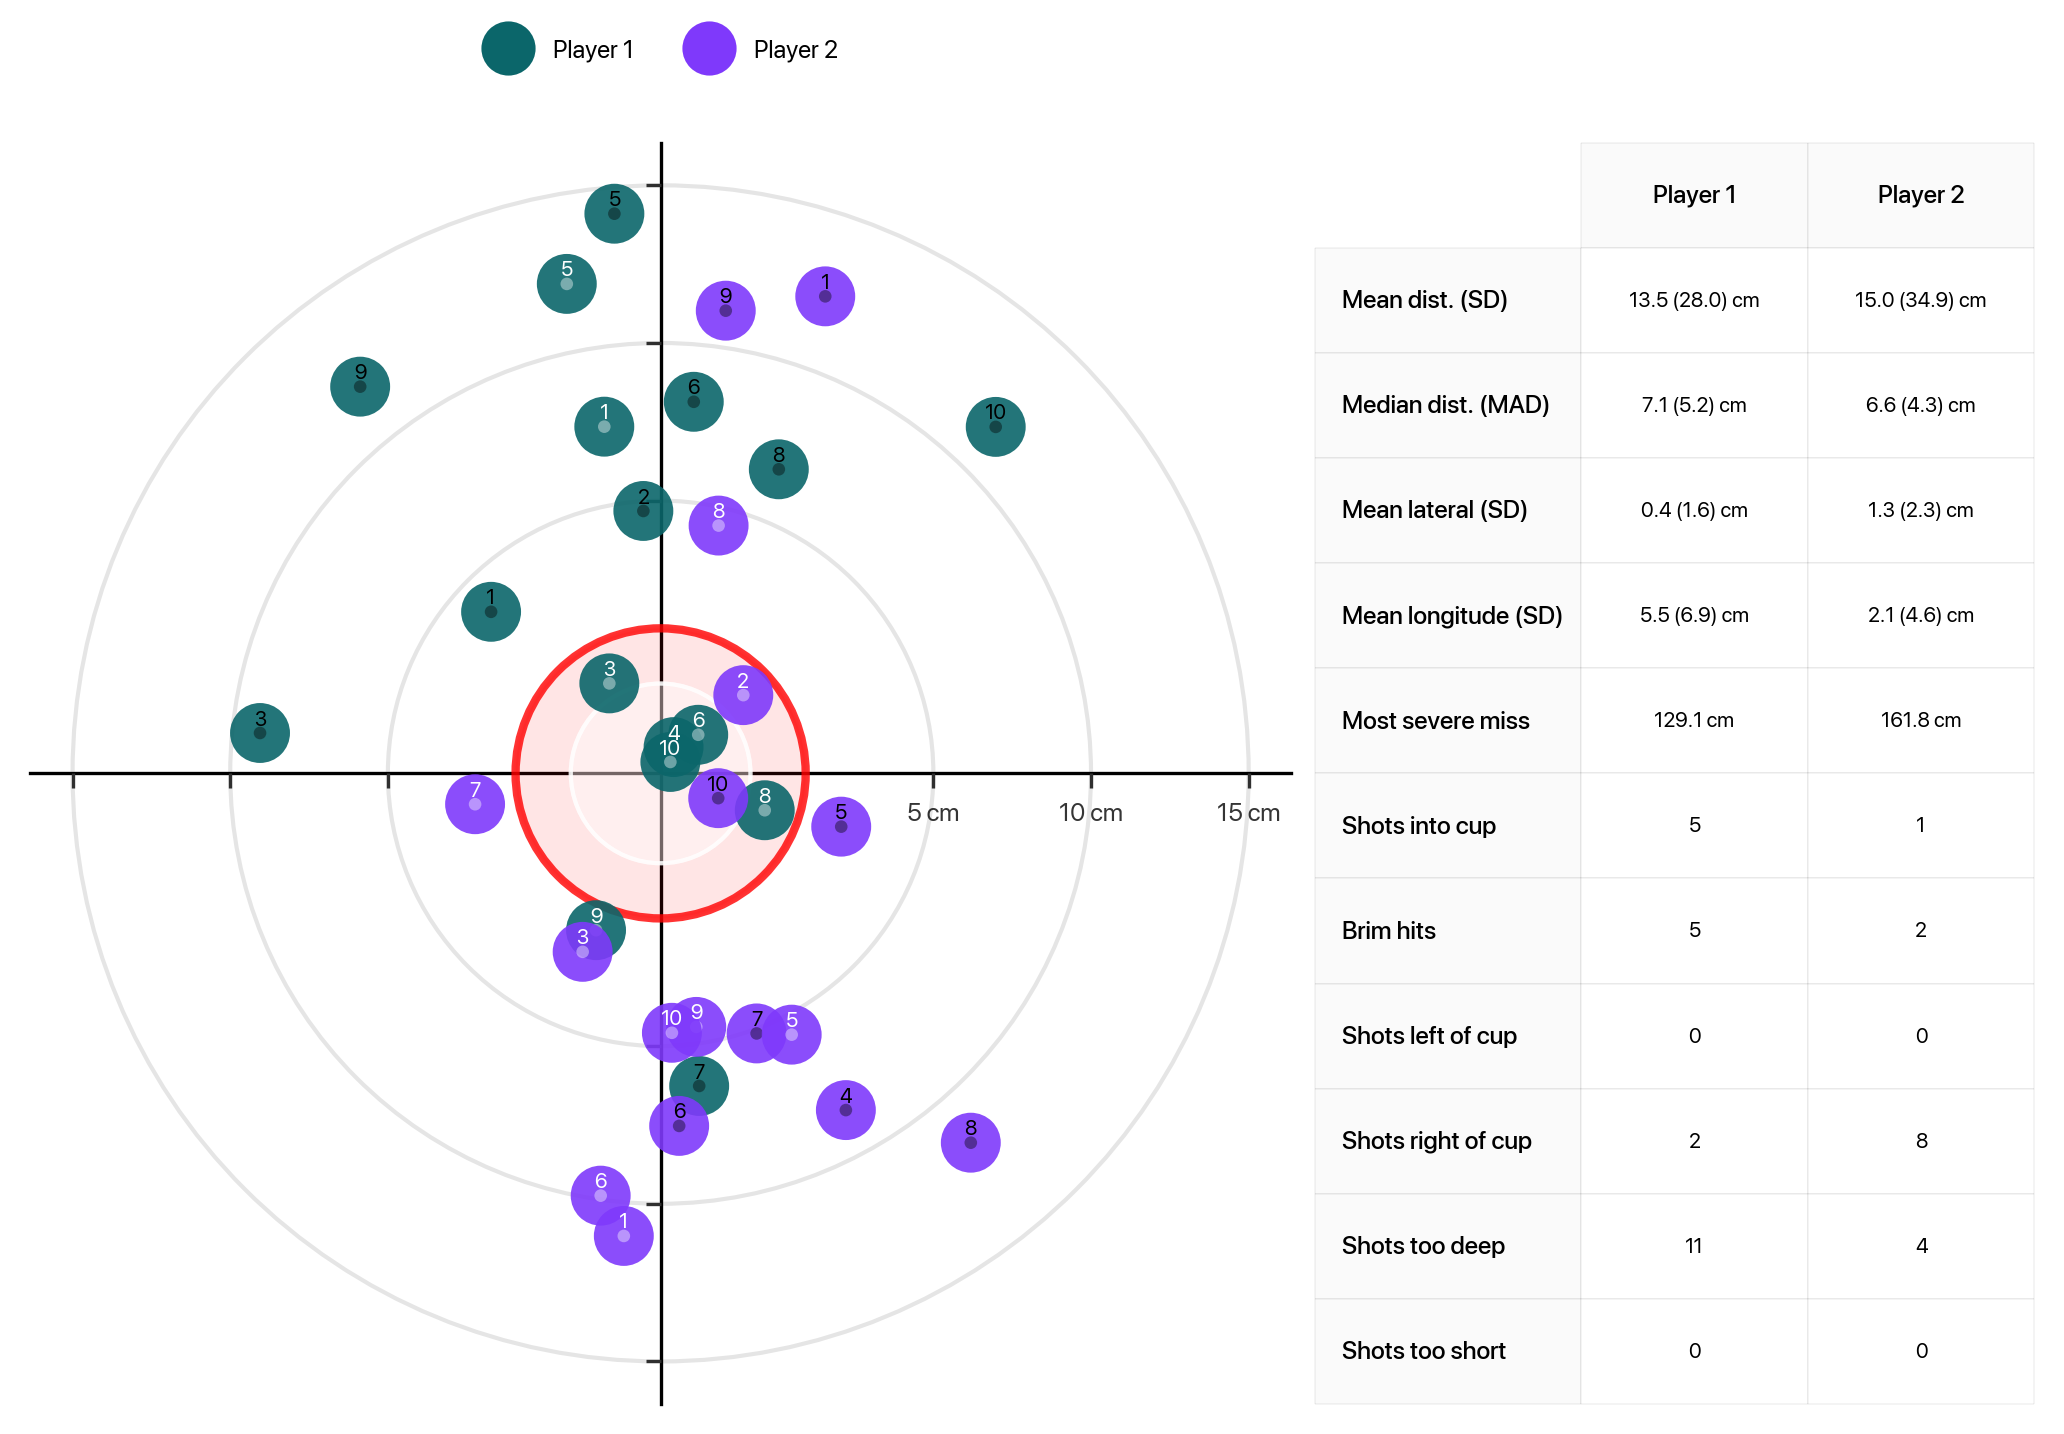 Player 1
Player 2
5
5
9
1
9
1
6
10
8
2
8
1
3
2
6
4
10
3
7
10
8
5
5 cm
10 cm
15 cm
9
3
10
9
7
5
7
4
6
8
6
1
Player 1
Player 2
Mean dist. (SD)
13.5 (28.0) cm
15.0 (34.9) cm
Median dist. (MAD)
7.1 (5.2) cm
6.6 (4.3) cm
Mean lateral (SD)
0.4 (1.6) cm
1.3 (2.3) cm
Mean longitude (SD)
5.5 (6.9) cm
2.1 (4.6) cm
Most severe miss
129.1 cm
161.8 cm
Shots into cup
5
1
Brim hits
5
2
Shots left of cup
0
0
Shots right of cup
2
8
Shots too deep
11
4
Shots too short
0
0